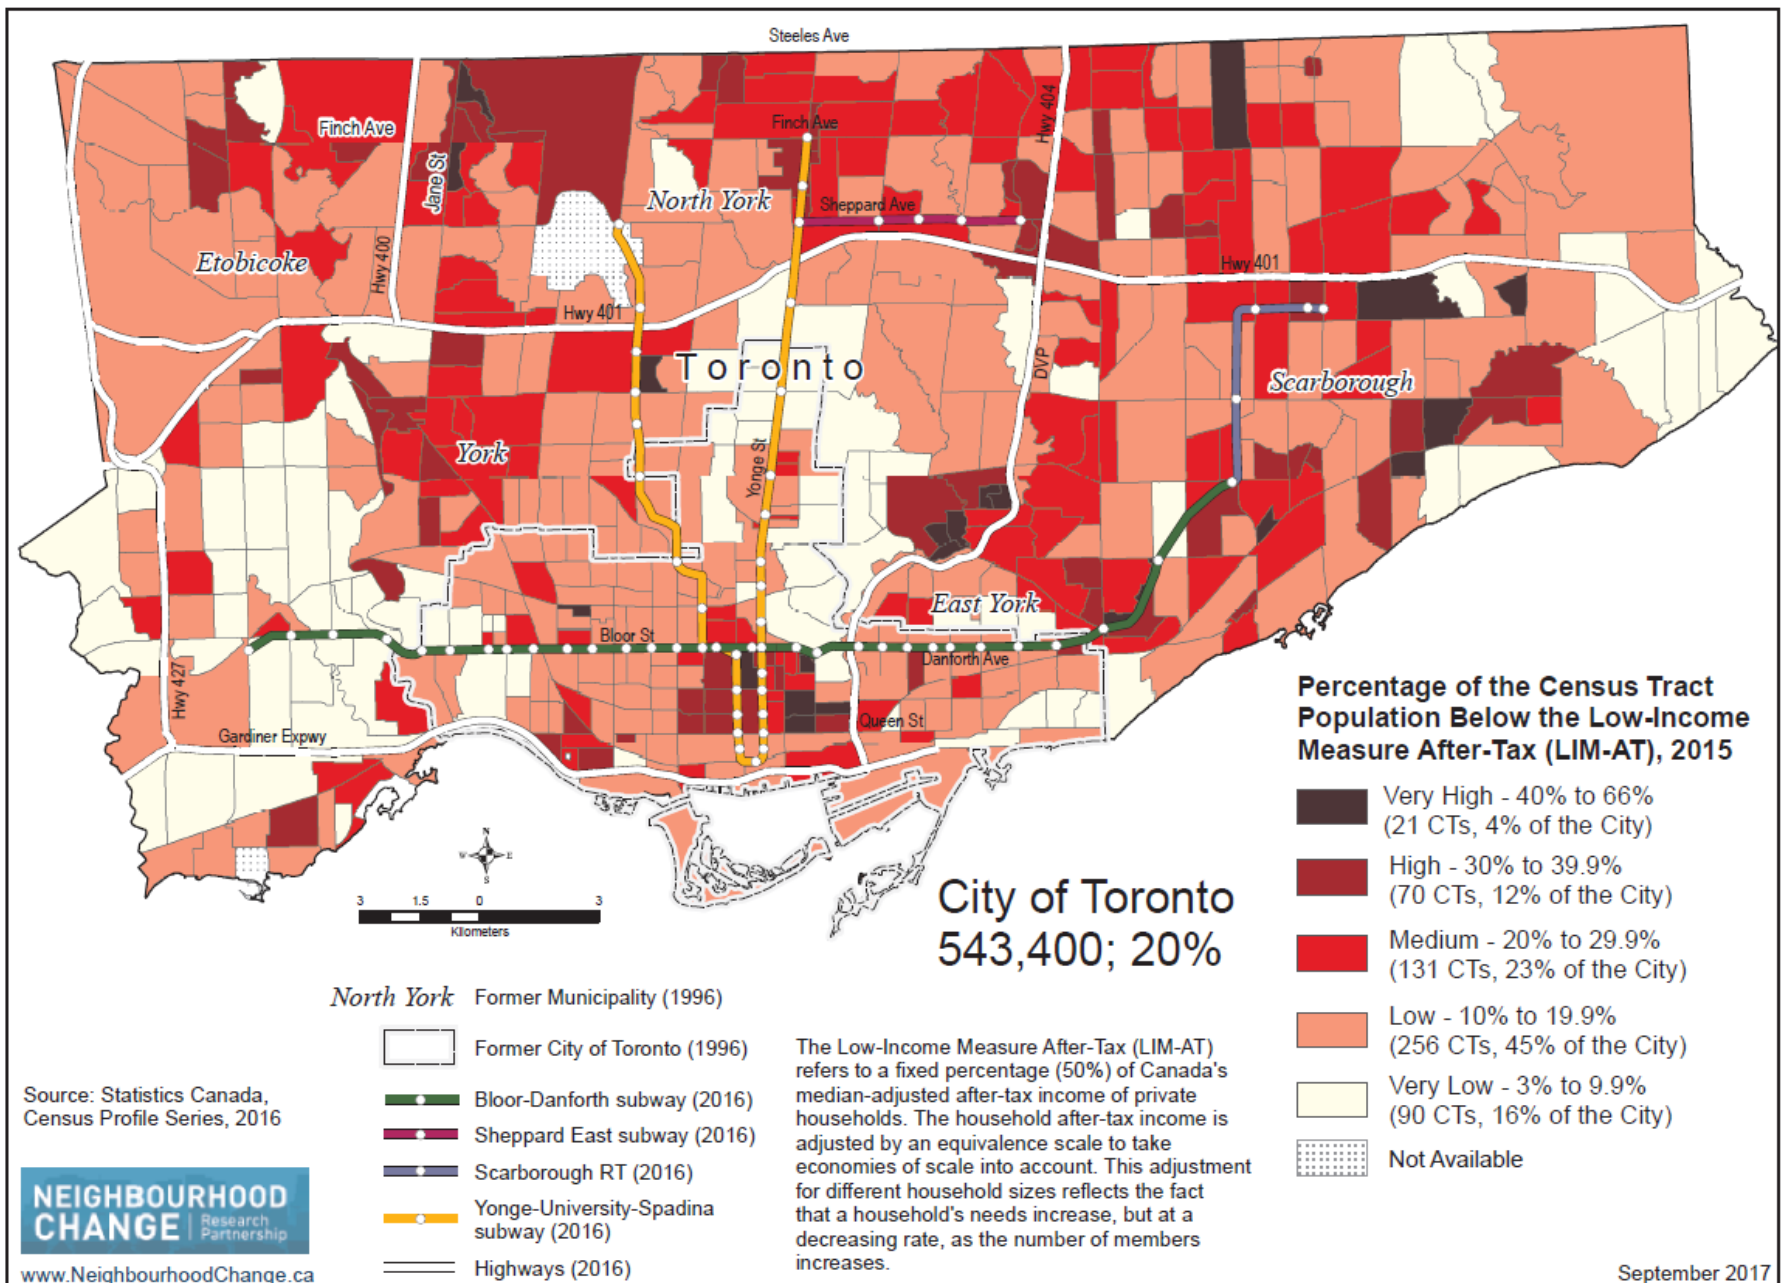 Steeles Ave
Finch Ave
Finch Ave
Hwy 404
Jane St
North York
Sheppard Ave
Etobicoke
Hwy 400
Hwy 401
Hwy 401
Toronto
DVP
Scarborough
York
Yonge St
East York
Bloor St
Danforth Ave
Hwy 427
Queen St
Gardiner Expwy
N
W E
S
3 1.5 0 3
Kilometers
City of Toronto
543,400; 20%
Percentage of the Census Tract
Population Below the Low-Income
Measure After-Tax (LIM-AT), 2015
Very High - 40% to 66%
(21 CTs, 4% of the City)
High - 30% to 39.9%
(70 CTs, 12% of the City)
Medium - 20% to 29.9%
(131 CTs, 23% of the City)
Low - 10% to 19.9%
(256 CTs, 45% of the City)
Very Low - 3% to 9.9%
(90 CTs, 16% of the City)
Not Available
North York Former Municipality (1996)
Former City of Toronto (1996)
Bloor-Danforth subway (2016)
Sheppard East subway (2016)
Scarborough RT (2016)
Yonge-University-Spadina
subway (2016)
Highways (2016)
The Low-Income Measure After-Tax (LIM-AT)
refers to a fixed percentage (50%) of Canada's
median-adjusted after-tax income of private
households. The household after-tax income is
adjusted by an equivalence scale to take
economies of scale into account. This adjustment
for different household sizes reflects the fact
that a household's needs increase, but at a
decreasing rate, as the number of members
increases.
Source: Statistics Canada,
Census Profile Series, 2016
NEIGHBOURHOOD
CHANGE Research
Partnership
www.NeighbourhoodChange.ca
September 2017